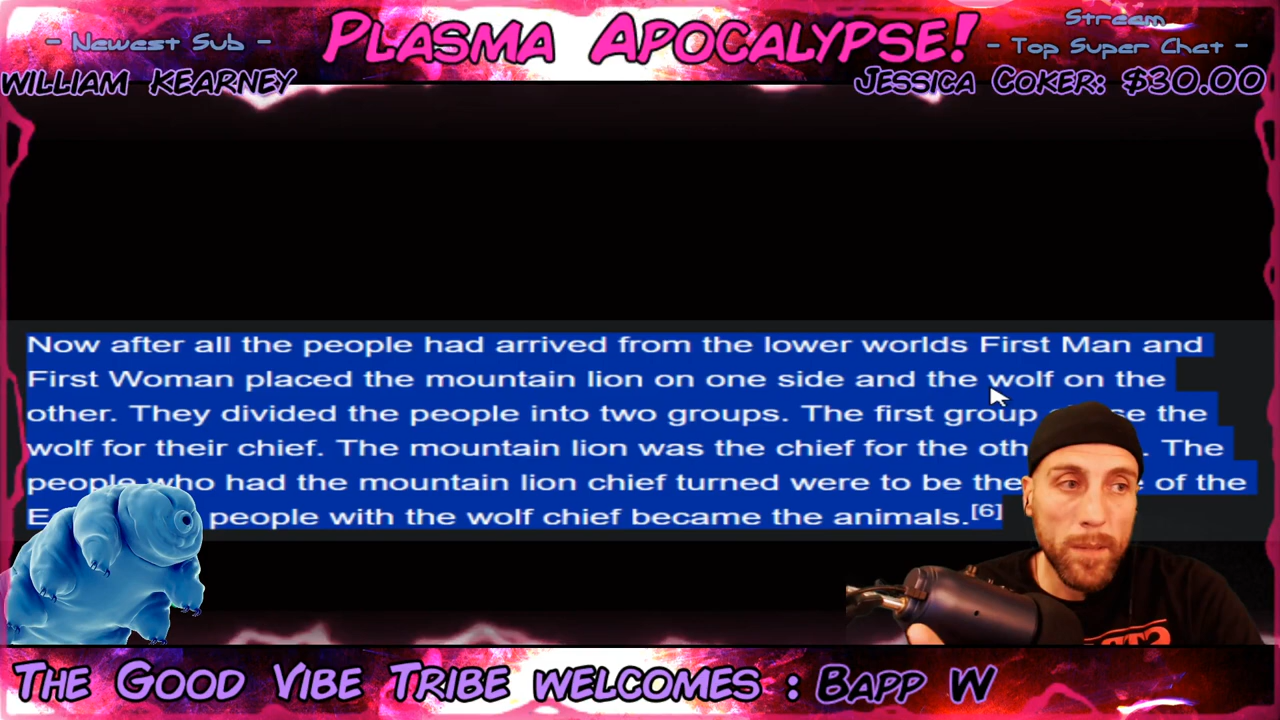 - Newest Sub -
WILLIAM KEARNEY
PLASMA APOCALYPSE!
Stream
- Top Super Chat -
JESSICA COKER: $30.00
Now after all the people had arrived from the lower worlds First Man and
First Woman placed the mountain lion on one side and the wolf on the
other. They divided the people into two groups. The first group the
wolf for their chief. The mountain lion was the chief for the The
people who had the mountain lion chief turned were to be the of the
people with the wolf chief became the animals.[6]
THE GOOD VIBE TRIBE WELCOMES : BAPP W